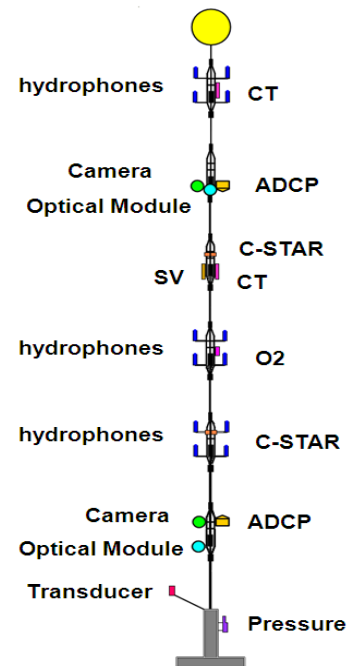 hydrophones
CT
Camera
ADCP
Optical Module
C-STAR
SV
CT
hydrophones
O2
hydrophones
C-STAR
Camera
ADCP
Optical Module
Transducer
Pressure